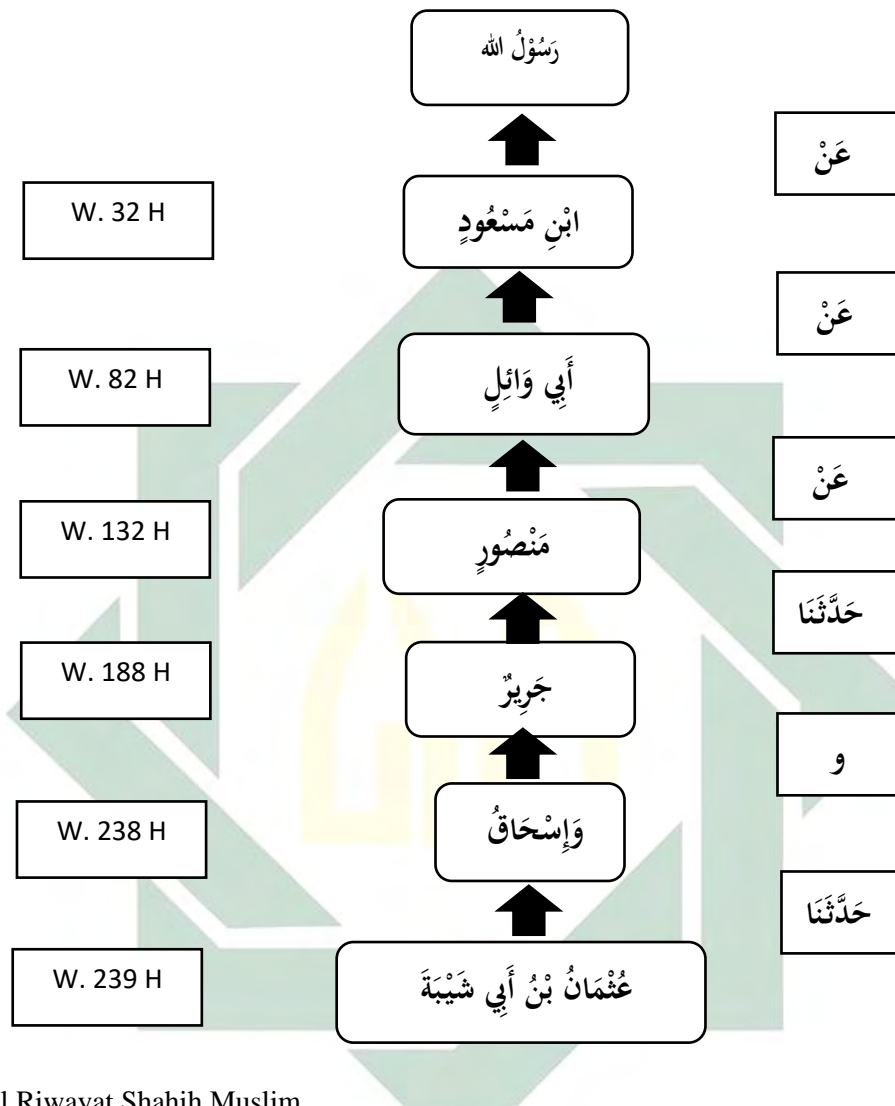 رَسُوْلُ الله
عَنْ
W. 32 H
ابْنِ مَسْعُودٍ
عَنْ
W. 82 H
أَبِي وَائِلٍ
عَنْ
W. 132 H
مَنْصُورٍ
حَدَّثَنَا
W. 188 H
جَرِيرٌ
و
W. 238 H
وَإِسْحَاقُ
حَدَّثَنَا
W. 239 H
عُثْمَانُ بْنُ أَبِي شَيْبَةَ
Riwayat Shahih Muslim